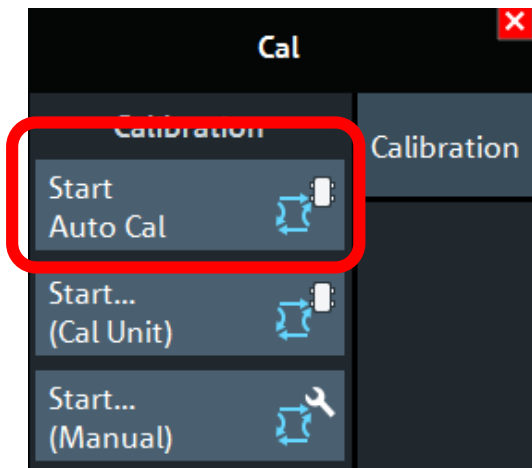 Cal
Calibration
Calibration
Start
Auto Cal
Start...
(Cal Unit)
Start...
(Manual)